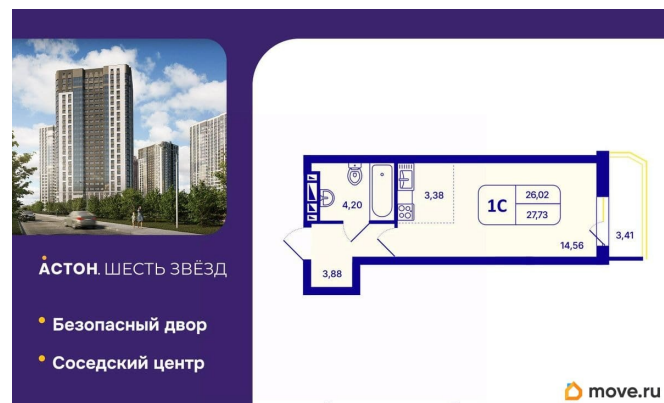 АСТОН. ШЕСТЬ ЗВЁЗД
Безопасный двор
Соседский центр
4,20
3,38
1С
26,02
27,73
3,41
14,56
3,88
move.ru